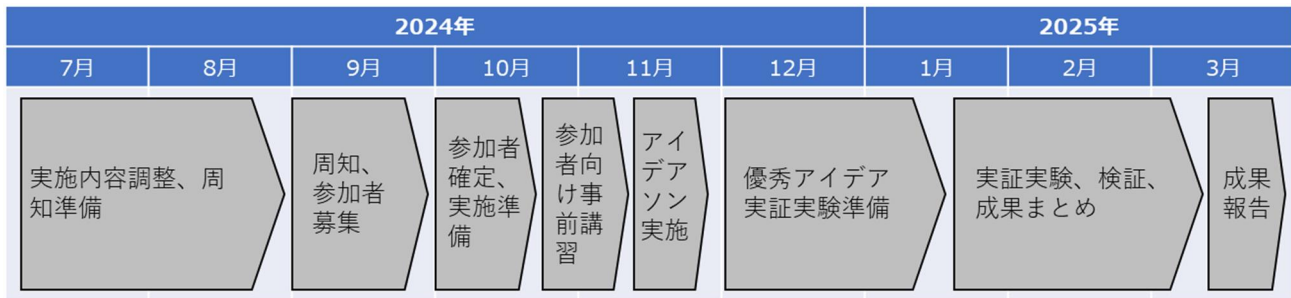 2024年
2025年
7月
8月
9月
10月
11月
12月
1月
2月
3月
実施内容調整、周
知準備
周知、
参加者
募集
参加者
確定、
実施準
備
参加
者向
け事
前講
習
アイ
デア
ソン
実施
優秀アイデア
実証実験準備
実証実験、検証、
成果まとめ
成果
報告